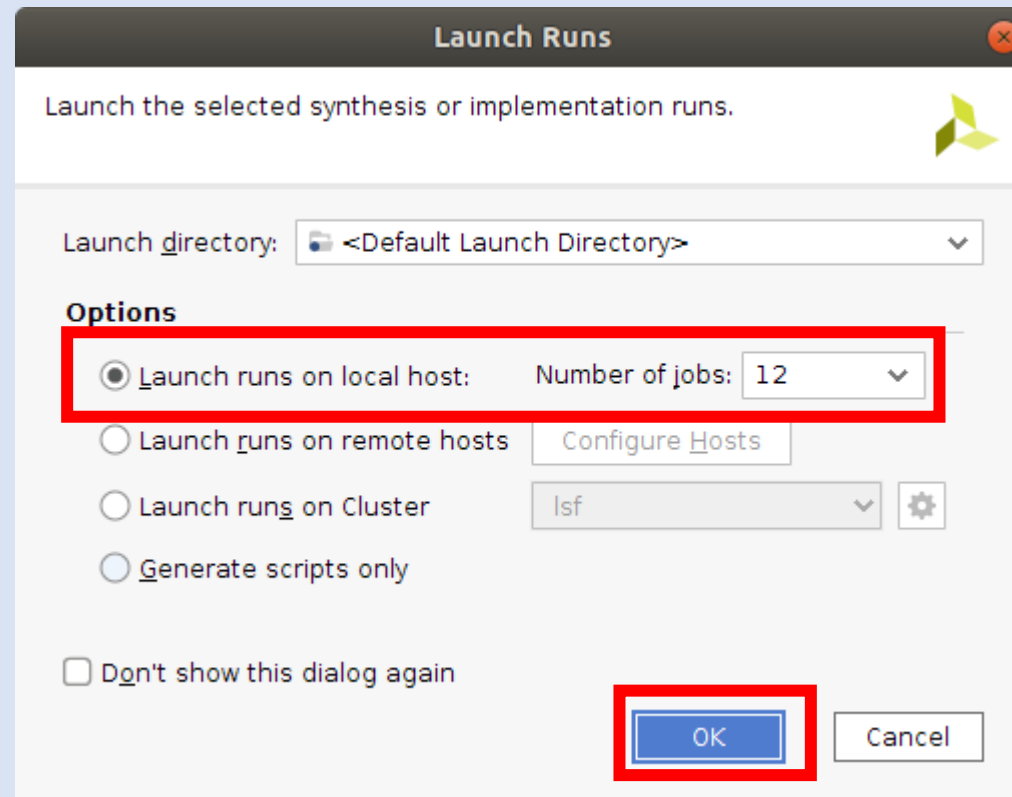 Launch Runs
Launch the selected synthesis or implementation runs.
Launch directory: <Default Launch Directory>
Options
Launch runs on local host: Number of jobs: 12
Launch runs on remote hosts Configure Hosts
Launch runs on Cluster lsf
Generate scripts only
Don't show this dialog again
OK Cancel